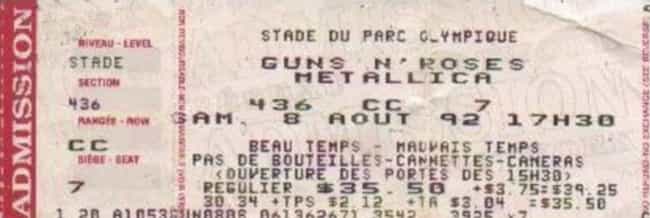 ADMISSION
NIVEAU - LEVEL
STADE
SECTION
436
RANGÉE - ROW
CC
SIÈGE - SEAT
7
STADE DU PARC OLYMPIQUE
GUNS N' ROSES
METALLICA
436 CC 7
SAM. 8 AOUT 92 17H30
BEAU TEMPS - MAUVAIS TEMPS
PAS DE BOUTEILLES-CANNETTES-CAMERAS
(OUVERTURE DES PORTES DES 15H30)
REGULIER $35.50 +$3.75=$39.25
30.34 +TPS $2.12 +TA $3.04 =$35.50